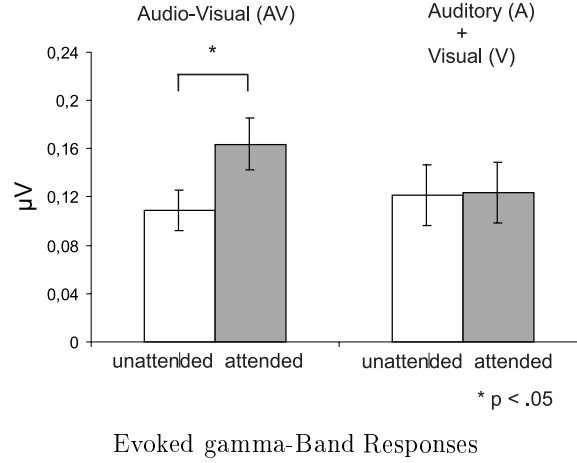 Audio-Visual (AV)
Auditory (A)
+
Visual (V)
0,24
0,2
0,16
0,12
0,08
0,04
0
µV
*
unattended attended
unattended attended
* p < .05
Evoked gamma-Band Responses